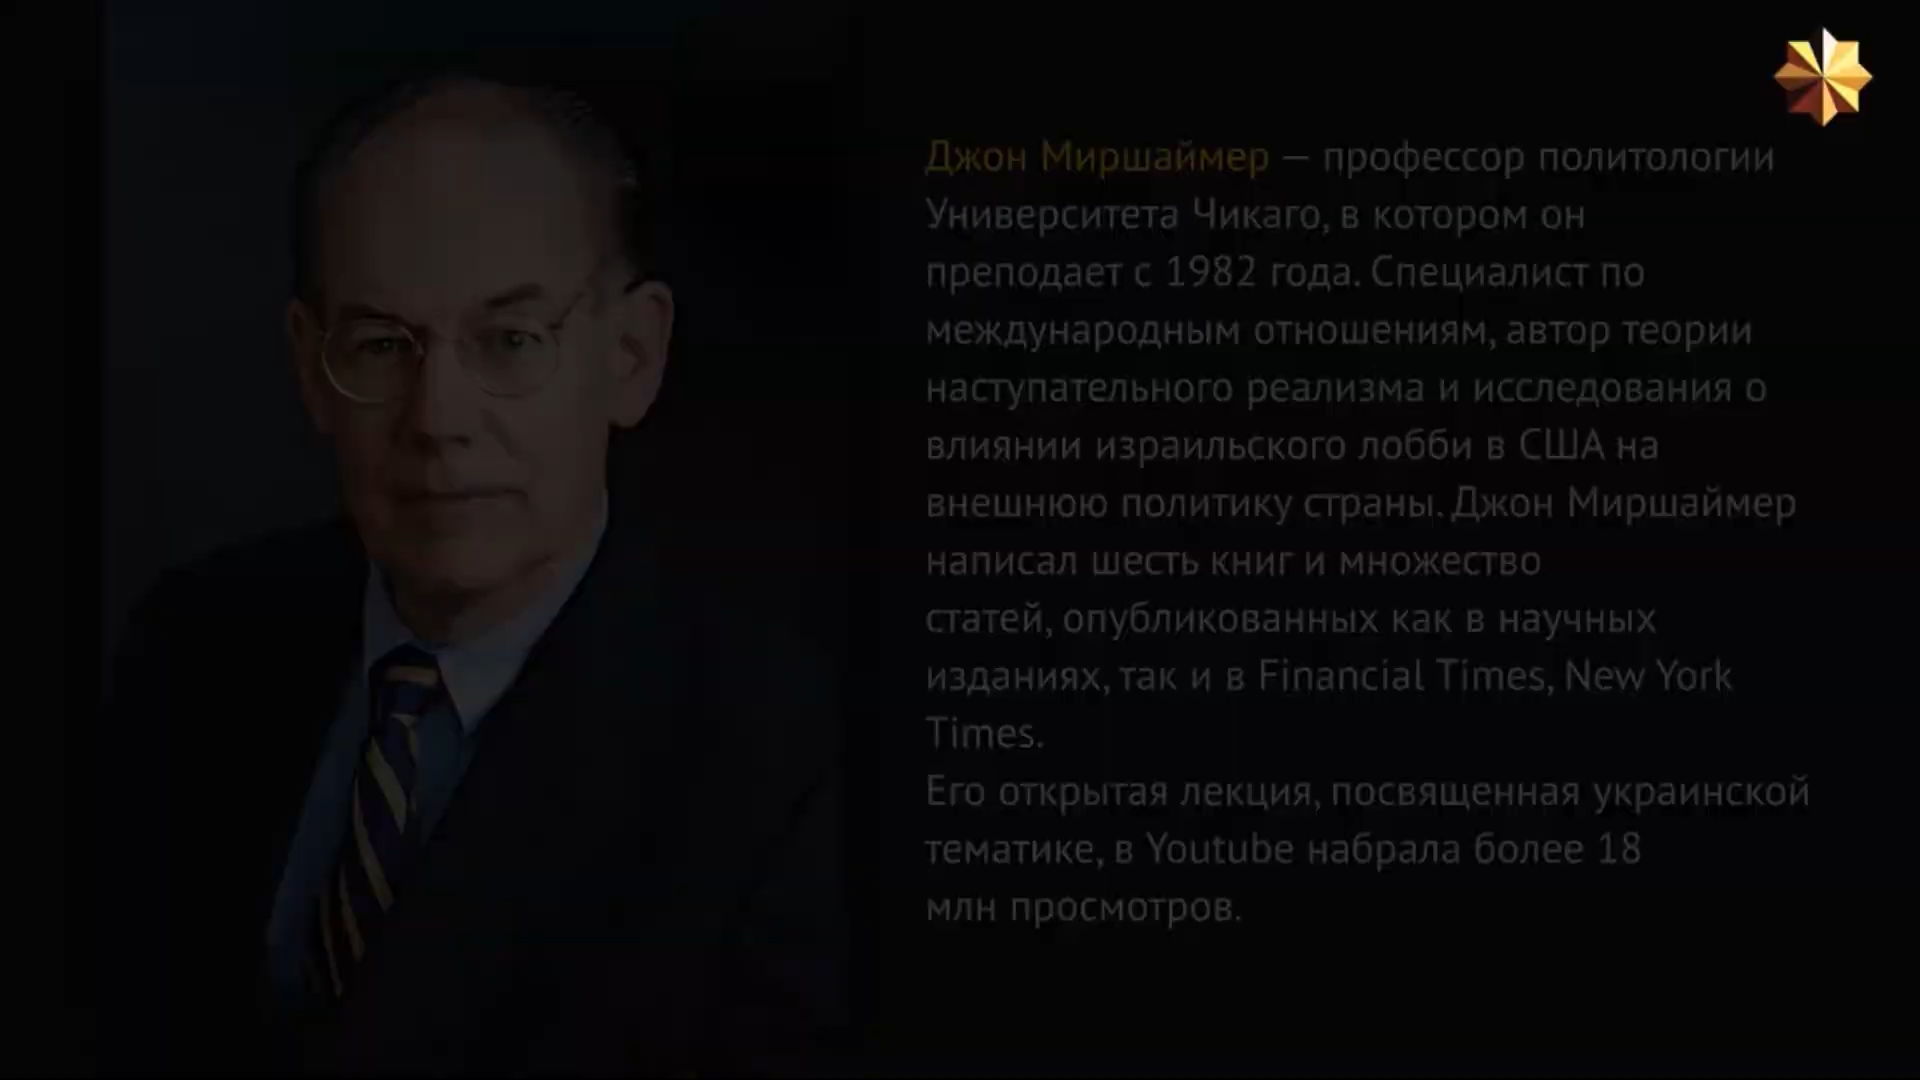 Джон Миршаймер — профессор политологии
Университета Чикаго, в котором он
преподает с 1982 года. Специалист по
международным отношениям, автор теории
наступательного реализма и исследования о
влиянии израильского лобби в США на
внешнюю политику страны. Джон Миршаймер
написал шесть книг и множество
статей, опубликованных как в научных
изданиях, так и в Financial Times, New York
Times.
Его открытая лекция, посвященная украинской
тематике, в Youtube набрала более 18
млн просмотров.